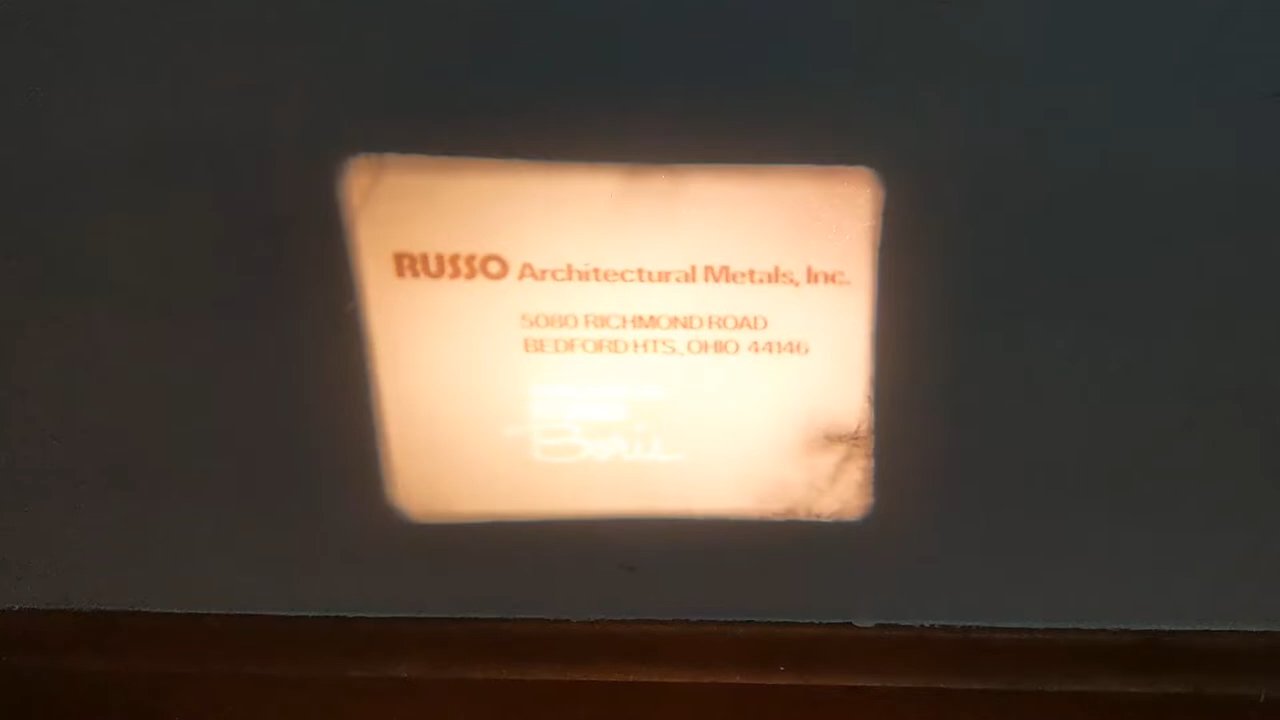 RUSSO Architectural Metals, Inc.
5080 RICHMOND ROAD
BEDFORD HTS., OHIO 44146